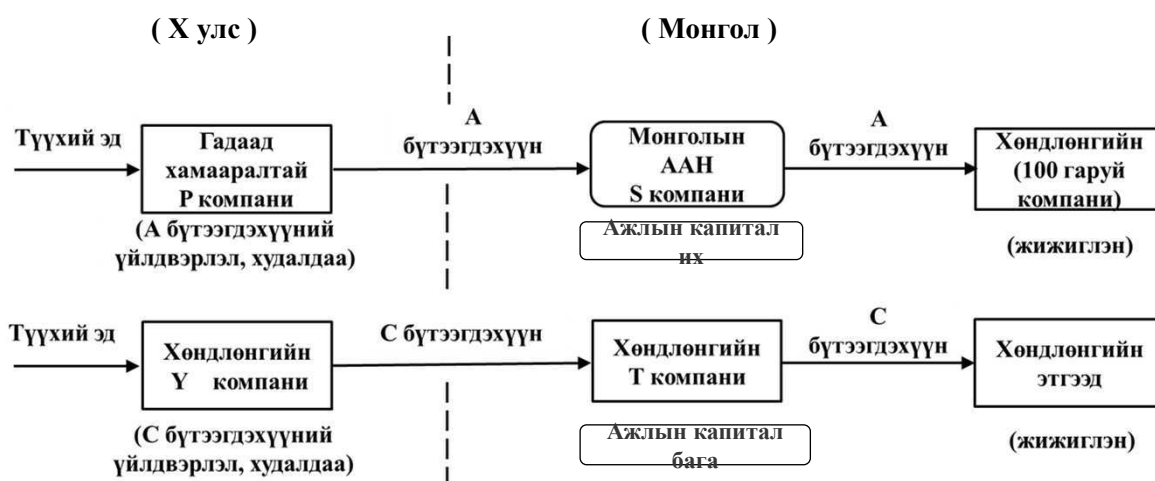 ( X улс )
( Монгол )
Түүхий эд
Гадаад
хамааралтай
P компани
(А бүтээгдэхүүний
үйлдвэрлэл, худалдаа)
А
бүтээгдэхүүн
Монголын
ААН
S компани
Ажлын капитал
их
А
бүтээгдэхүүн
Хөндлөнгийн
(100 гаруй
компани)
(жижиглэн)
Түүхий эд
Хөндлөнгийн
Y компани
(С бүтээгдэхүүний
үйлдвэрлэл, худалдаа)
С бүтээгдэхүүн
Хөндлөнгийн
Т компани
Ажлын капитал
бага
С
бүтээгдэхүүн
Хөндлөнгийн
этгээд
(жижиглэн)